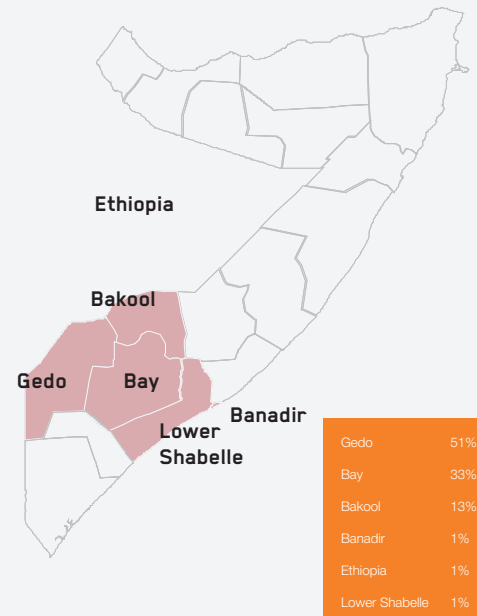 Ethiopia
Bakool
Gedo
Bay
Banadir
Lower
Shabelle
Gedo 51%
Bay 33%
Bakool 13%
Banadir 1%
Ethiopia 1%
Lower Shabelle 1%